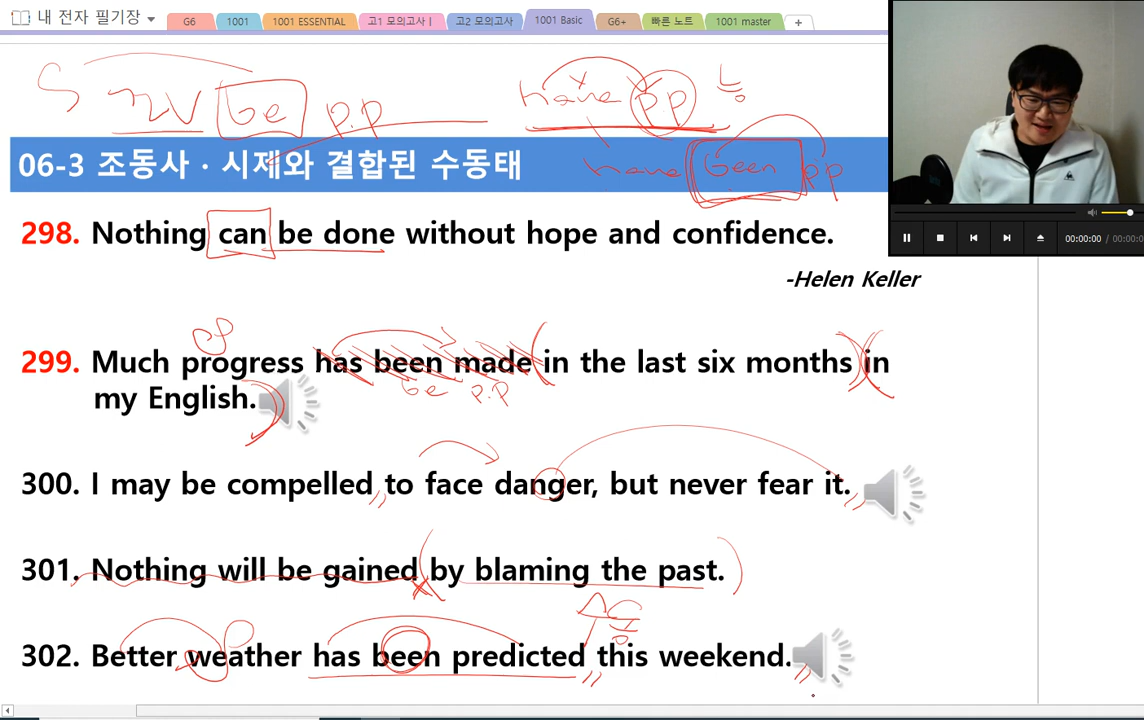 내 전자 필기장 G6 1001 1001 ESSENTIAL 고1 모의고사 I 고2 모의고사 1001 Basic G6+ 빠른 노트 1001 master +
S be p.p have pp 능
06-3 조동사 · 시제와 결합된 수동태 have been pp
298. Nothing can be done without hope and confidence.
00:00:00 / 00:00:0
-Helen Keller
299. Much progress has been made in the last six months in
be p.p
my English.
300. I may be compelled to face danger, but never fear it.
301. Nothing will be gained by blaming the past.
302. Better weather has been predicted this weekend.